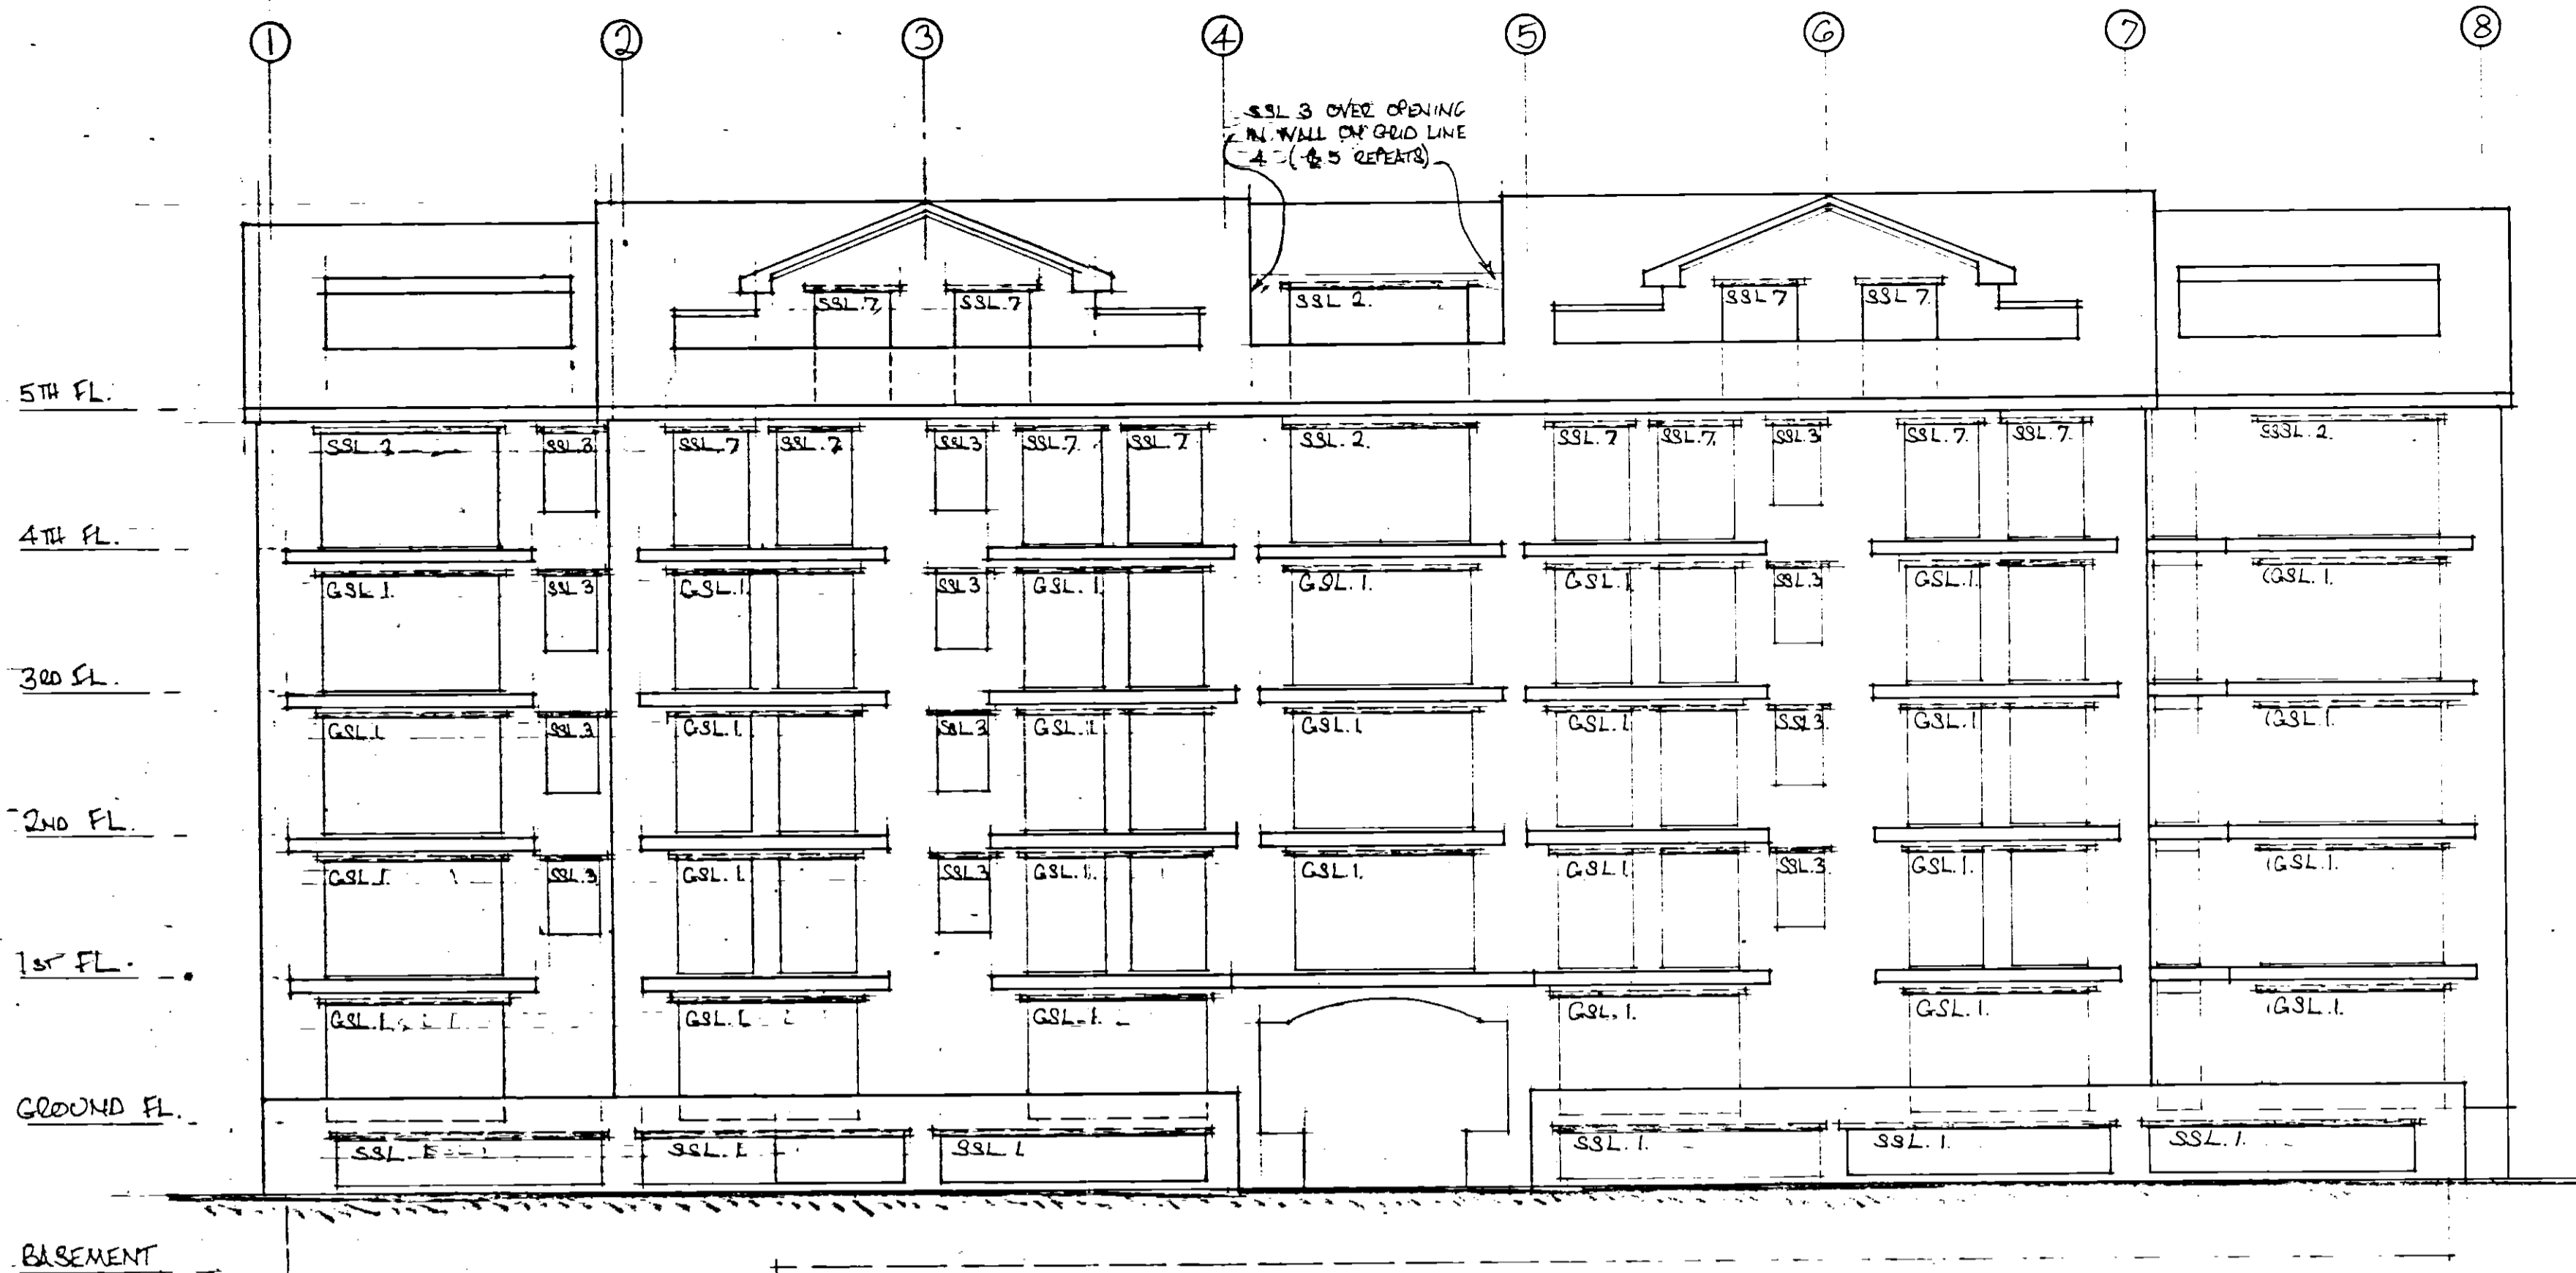 1 2 3 4 5 6 7 8
SSL 3 OVER OPENING
IN WALL ON GRID LINE
4 (& 5 REPEATS)
SSL.7 SSL.7 SSL 2. SSL 7 SSL 7.
5TH FL.
SSL.2 SSL.3 SSL.7 SSL.7 SSL.3 SSL.7. SSL.7 SSL.2. SSL.7 SSL.7. SSL.3 SSL.7. SSL.7. SSSL.2.
4TH FL.
GSL.1. SSL 3 GSL.1. SSL 3 GSL.1. GSL.1. GSL.1 SSL.3 GSL.1. GSL.1.
3RD FL.
GSL.1 SSL.3 GSL.1. SSL.3 GSL.1. GSL.1 GSL.1 SSL3. GSL.1. GSL.1.
2ND FL.
GSL.1. SSL.3 GSL.1 SSL.3 GSL.1. GSL.1. GSL.1 SSL.3. GSL.1. GSL.1.
1ST FL.
GSL.1. GSL.1. GSL.1. GSL.1. GSL.1. GSL.1.
GROUND FL.
SSL.1 SSL.1 SSL 1 SSL.1. SSL.1. SSL.1.
BASEMENT